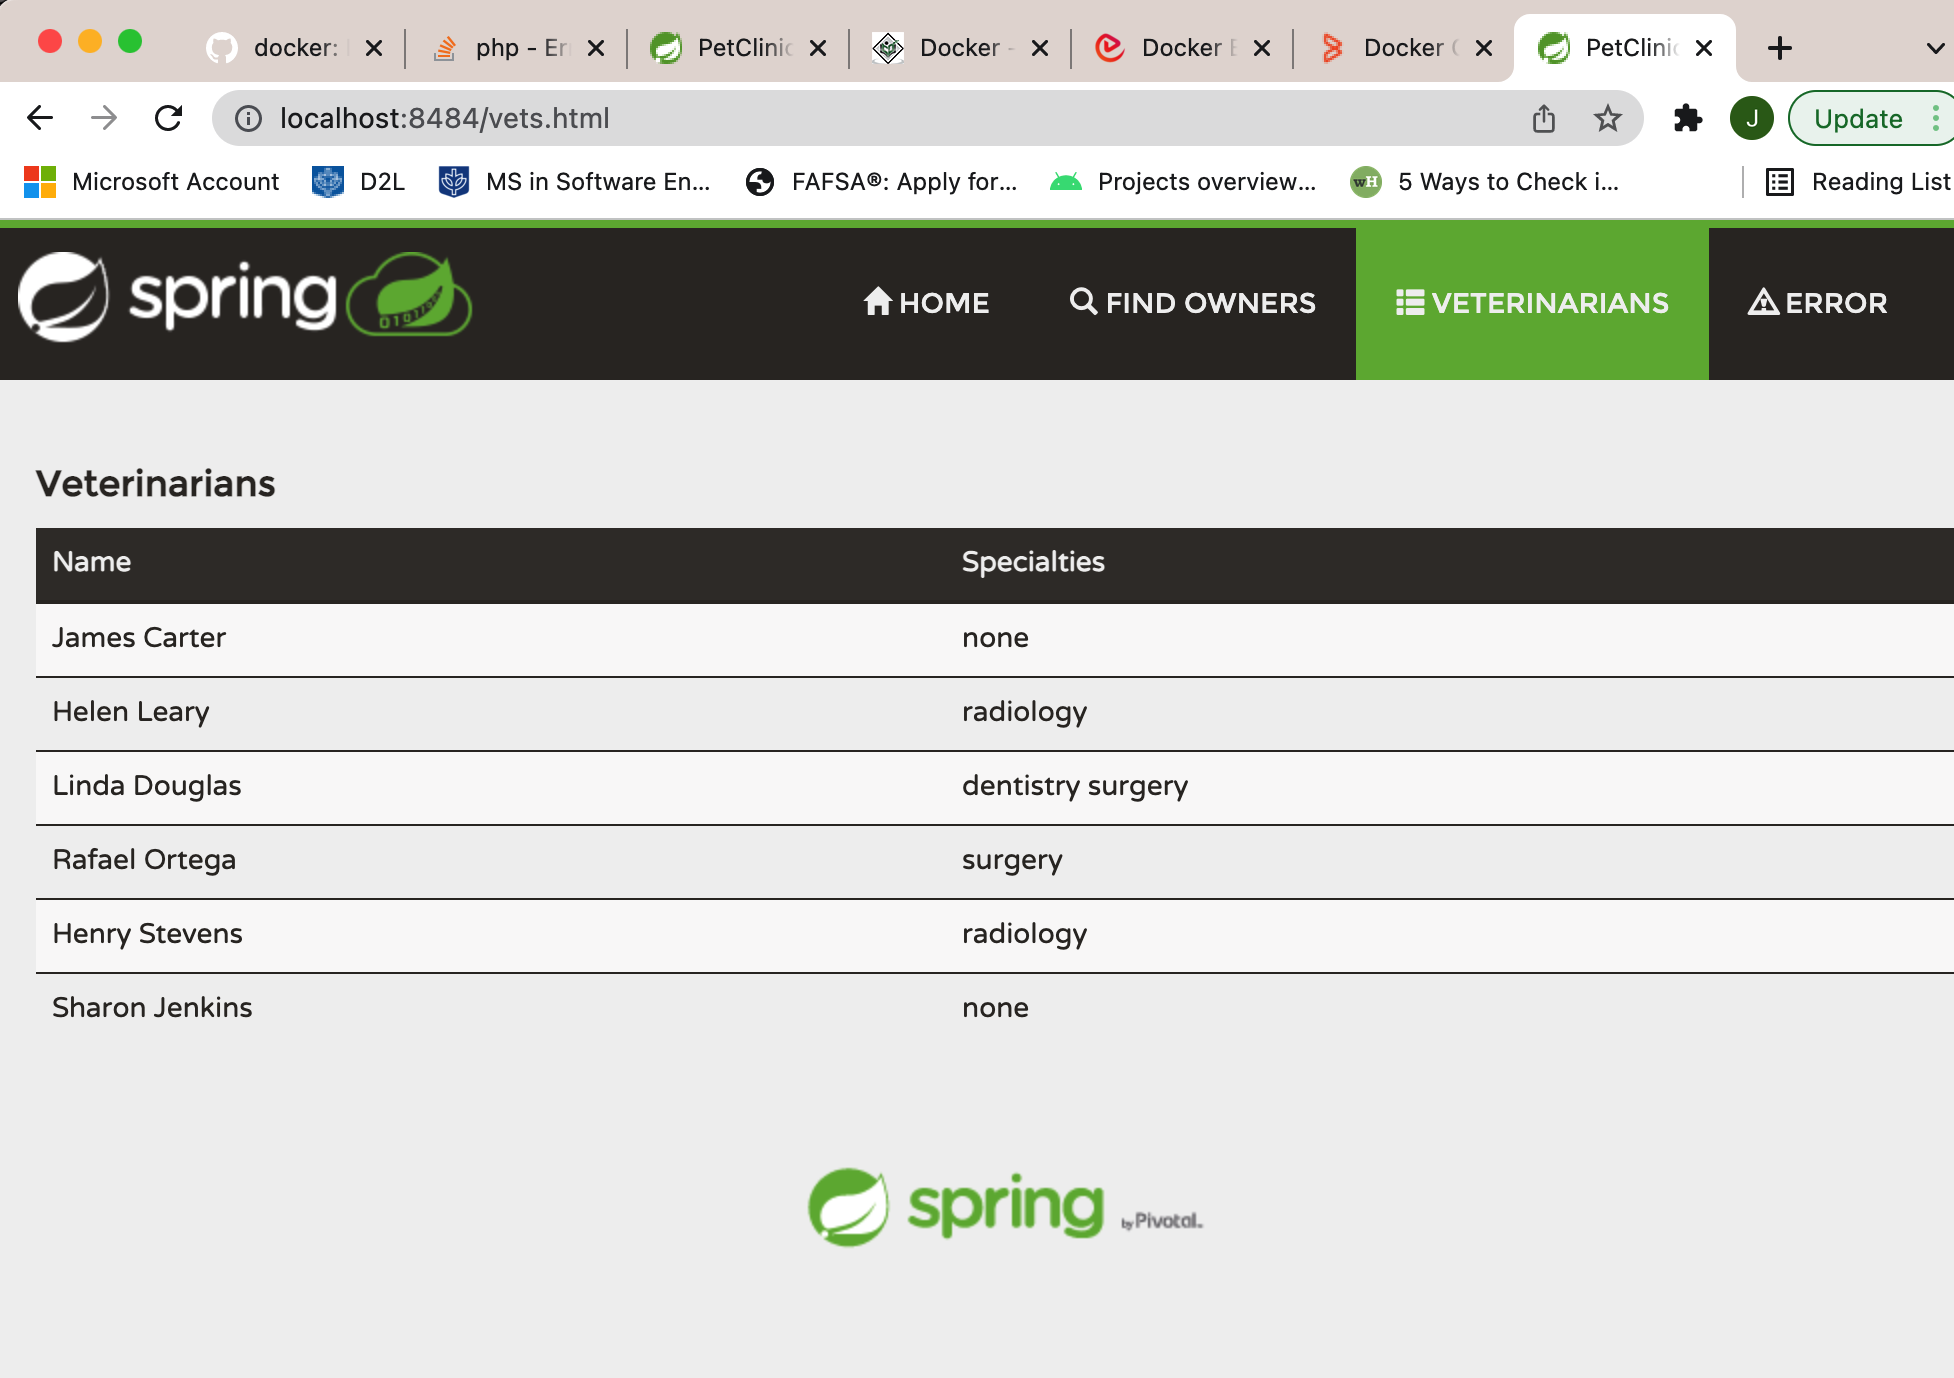 docker: php - Er PetClinic Docker - Docker Docker PetClinic
localhost:8484/vets.html J Update
Microsoft Account D2L MS in Software En... FAFSA®: Apply for... Projects overview... wH 5 Ways to Check i... Reading List
spring HOME FIND OWNERS VETERINARIANS ERROR
Veterinarians
Name Specialties
James Carter none
Helen Leary radiology
Linda Douglas dentistry surgery
Rafael Ortega surgery
Henry Stevens radiology
Sharon Jenkins none
spring by Pivotal